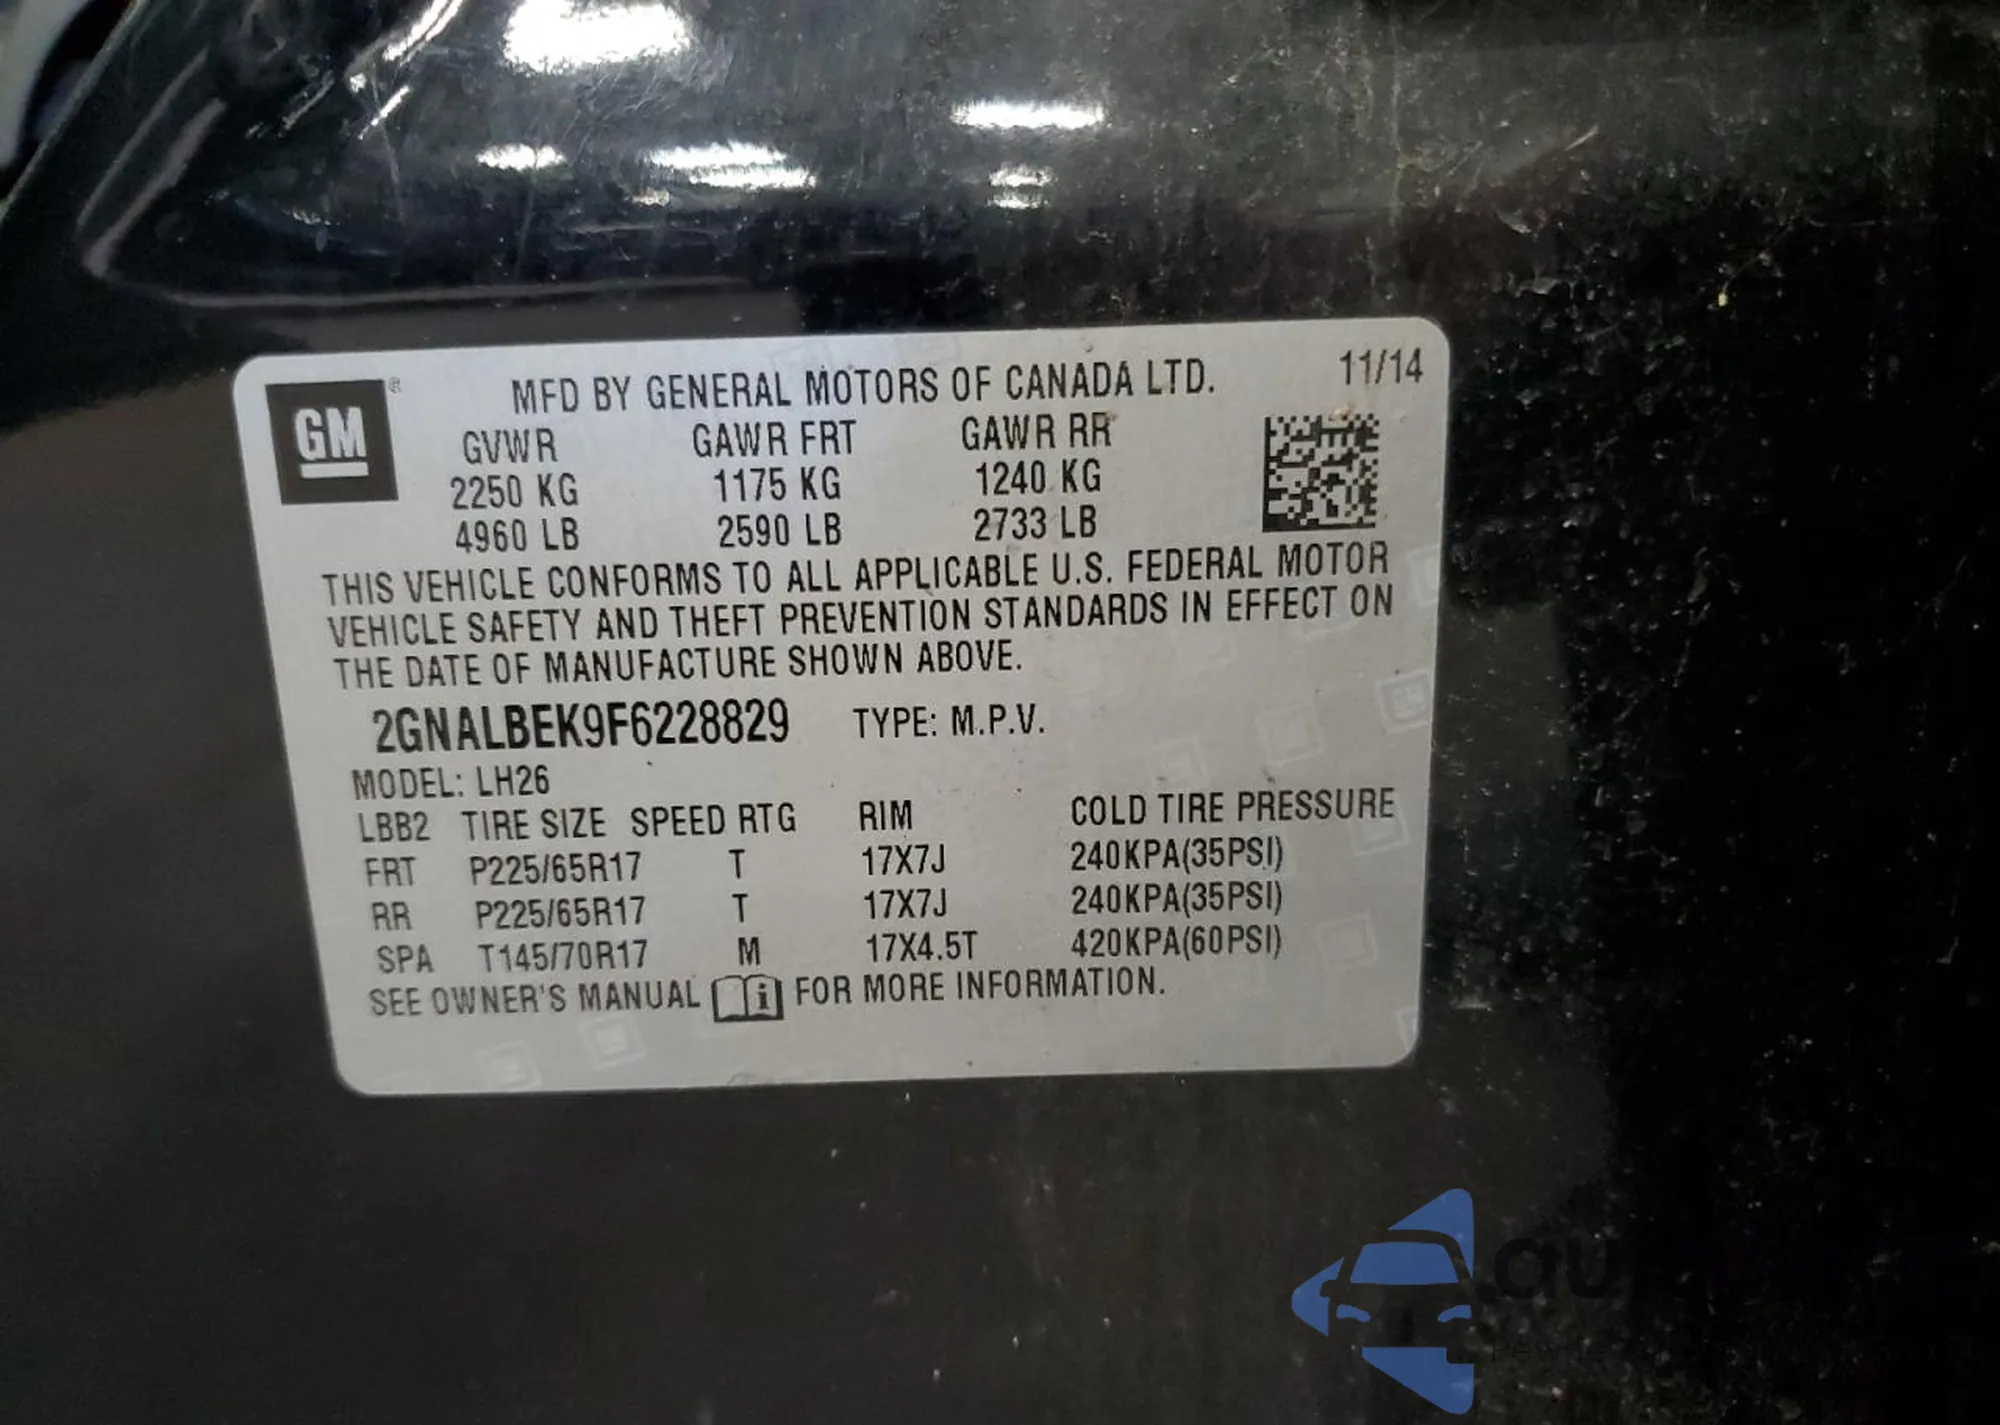 GM ®
MFD BY GENERAL MOTORS OF CANADA LTD. 11/14
GVWR GAWR FRT GAWR RR
2250 KG 1175 KG 1240 KG
4960 LB 2590 LB 2733 LB
THIS VEHICLE CONFORMS TO ALL APPLICABLE U.S. FEDERAL MOTOR
VEHICLE SAFETY AND THEFT PREVENTION STANDARDS IN EFFECT ON
THE DATE OF MANUFACTURE SHOWN ABOVE.
2GNALBEK9F6228829 TYPE: M.P.V.
MODEL: LH26
LBB2 TIRE SIZE SPEED RTG RIM COLD TIRE PRESSURE
FRT P225/65R17 T 17X7J 240KPA(35PSI)
RR P225/65R17 T 17X7J 240KPA(35PSI)
SPA T145/70R17 M 17X4.5T 420KPA(60PSI)
SEE OWNER'S MANUAL FOR MORE INFORMATION.